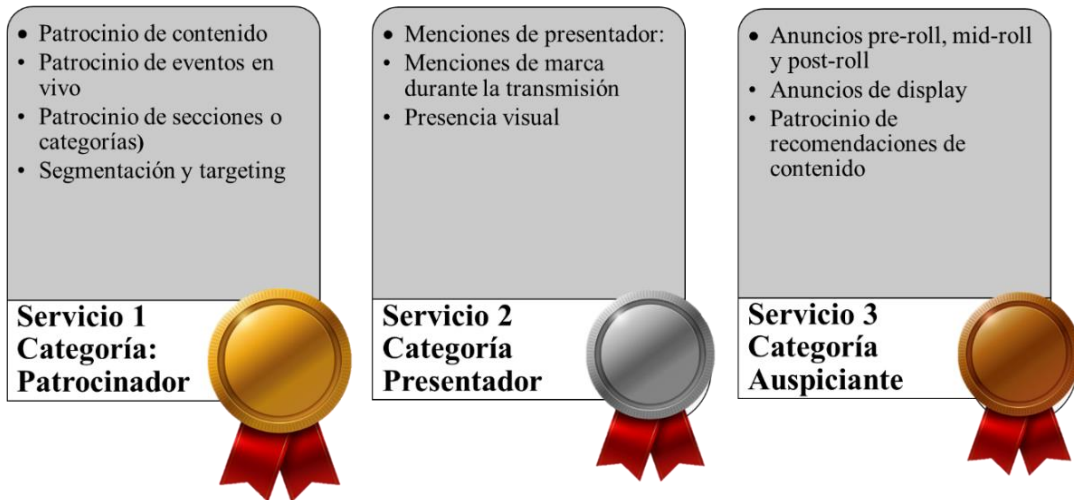 • Patrocinio de contenido
• Patrocinio de eventos en
vivo
• Patrocinio de secciones o
categorías)
• Segmentación y targeting
Servicio 1
Categoría:
Patrocinador
• Menciones de presentador:
• Menciones de marca
durante la transmisión
• Presencia visual
Servicio 2
Categoría
Presentador
• Anuncios pre-roll, mid-roll
y post-roll
• Anuncios de display
• Patrocinio de
recomendaciones de
contenido
Servicio 3
Categoría
Auspiciante